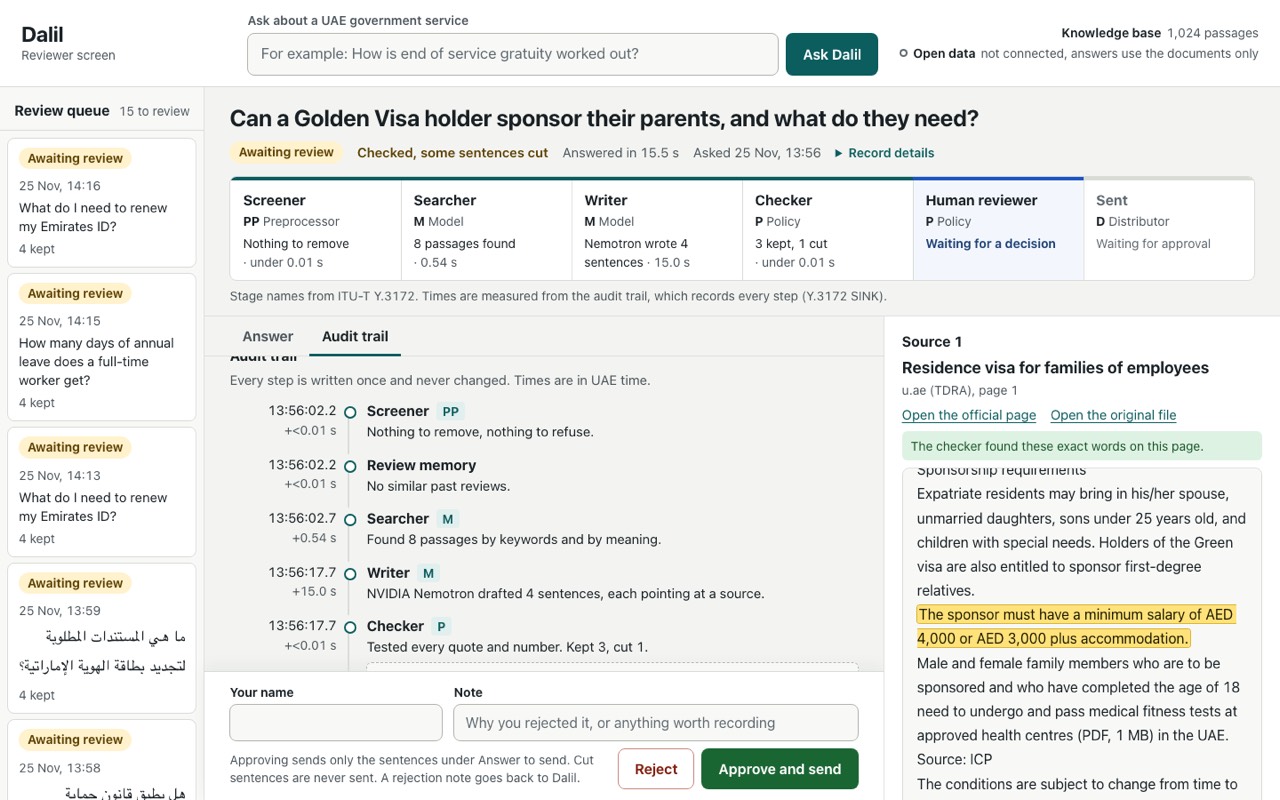 Dalil
Reviewer screen
Ask about a UAE government service
For example: How is end of service gratuity worked out?
Ask Dalil
Knowledge base 1,024 passages
Open data not connected, answers use the documents only
Review queue 15 to review
Awaiting review
25 Nov, 14:16
What do I need to renew
my Emirates ID?
4 kept
Awaiting review
25 Nov, 14:15
How many days of annual
leave does a full-time
worker get?
4 kept
Awaiting review
25 Nov, 14:13
What do I need to renew
my Emirates ID?
4 kept
Awaiting review
25 Nov, 13:59
ما هي المستندات المطلوبة
لتجديد بطاقة الهوية الإماراتية؟
4 kept
Awaiting review
25 Nov, 13:58
هل يطبق قانون حماية
Can a Golden Visa holder sponsor their parents, and what do they need?
Awaiting review Checked, some sentences cut Answered in 15.5 s Asked 25 Nov, 13:56 ▶ Record details
Screener
PP Preprocessor
Nothing to remove
· under 0.01 s
Searcher
M Model
8 passages found
· 0.54 s
Writer
M Model
Nemotron wrote 4
sentences · 15.0 s
Checker
P Policy
3 kept, 1 cut
· under 0.01 s
Human reviewer
P Policy
Waiting for a decision
Sent
D Distributor
Waiting for approval
Stage names from ITU-T Y.3172. Times are measured from the audit trail, which records every step (Y.3172 SINK).
Answer Audit trail
Audit trail
Every step is written once and never changed. Times are in UAE time.
13:56:02.2 Screener PP
+<0.01 s Nothing to remove, nothing to refuse.
13:56:02.2 Review memory
+<0.01 s No similar past reviews.
13:56:02.7 Searcher M
+0.54 s Found 8 passages by keywords and by meaning.
13:56:17.7 Writer M
+15.0 s NVIDIA Nemotron drafted 4 sentences, each pointing at a source.
13:56:17.7 Checker P
+<0.01 s Tested every quote and number. Kept 3, cut 1.
Your name
Note
Why you rejected it, or anything worth recording
Approving sends only the sentences under Answer to send. Cut
sentences are never sent. A rejection note goes back to Dalil.
Reject
Approve and send
Source 1
Residence visa for families of employees
u.ae (TDRA), page 1
Open the official page Open the original file
The checker found these exact words on this page.
Sponsorship requirements
Expatriate residents may bring in his/her spouse,
unmarried daughters, sons under 25 years old, and
children with special needs. Holders of the Green
visa are also entitled to sponsor first-degree
relatives.
The sponsor must have a minimum salary of AED
4,000 or AED 3,000 plus accommodation.
Male and female family members who are to be
sponsored and who have completed the age of 18
need to undergo and pass medical fitness tests at
approved health centres (PDF, 1 MB) in the UAE.
Source: ICP
The conditions are subject to change from time to